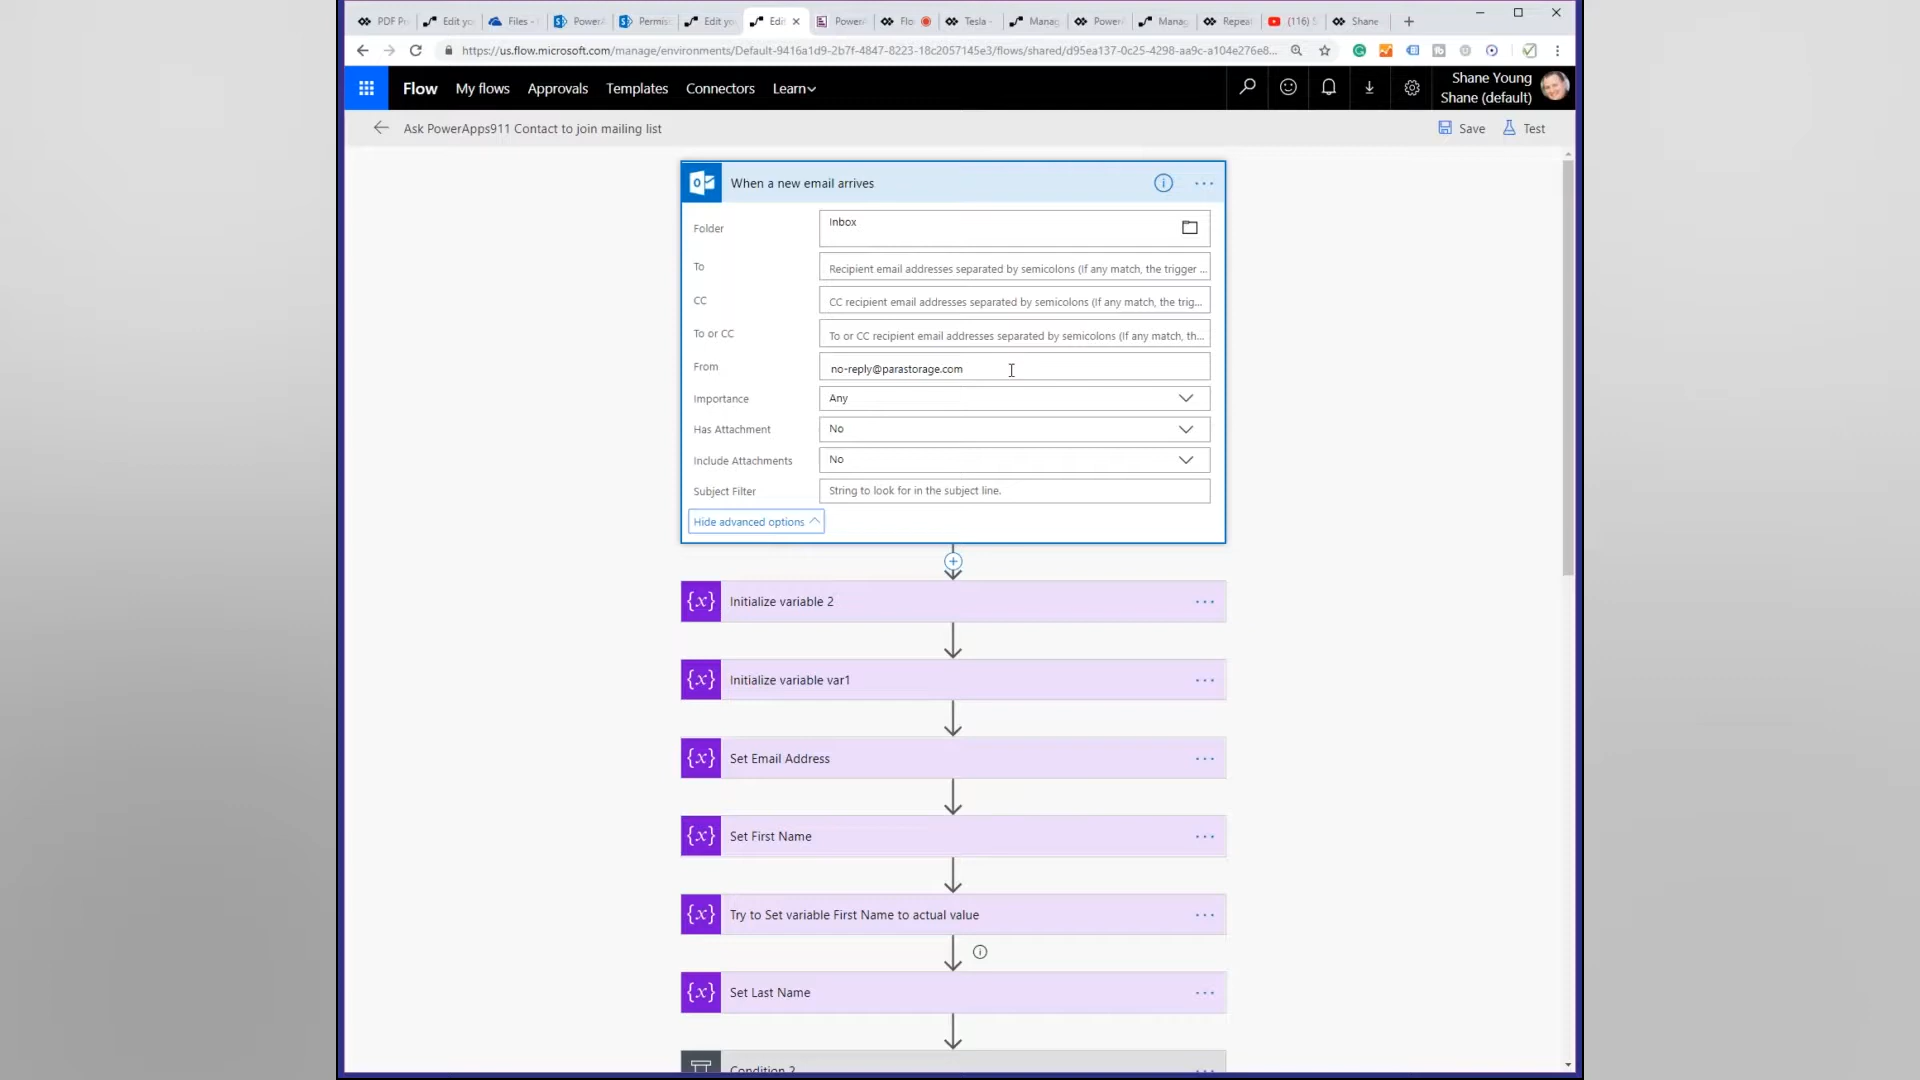 PDF P
Edit yo
Files -
Power
Permis
Edit yo
Edit
Power
Flo
Tesla -
Manag
Power
Manag
Repea
(116) S
Shane
https://us.flow.microsoft.com/manage/environments/Default-9416a1d9-2b7f-4847-8223-18c2057145e3/flows/shared/d95ea137-0c25-4298-aa9c-a104e276e8...
Flow
My flows
Approvals
Templates
Connectors
Learn
Shane Young
Shane (default)
Ask PowerApps911 Contact to join mailing list
Save
Test
When a new email arrives
Folder
Inbox
To
Recipient email addresses separated by semicolons (If any match, the trigger ...
CC
CC recipient email addresses separated by semicolons (If any match, the trig...
To or CC
To or CC recipient email addresses separated by semicolons (If any match, th...
From
no-reply@parastorage.com
Importance
Any
Has Attachment
No
Include Attachments
No
Subject Filter
String to look for in the subject line.
Hide advanced options
{x} Initialize variable 2
{x} Initialize variable var1
{x} Set Email Address
{x} Set First Name
{x} Try to Set variable First Name to actual value
{x} Set Last Name
Condition 2